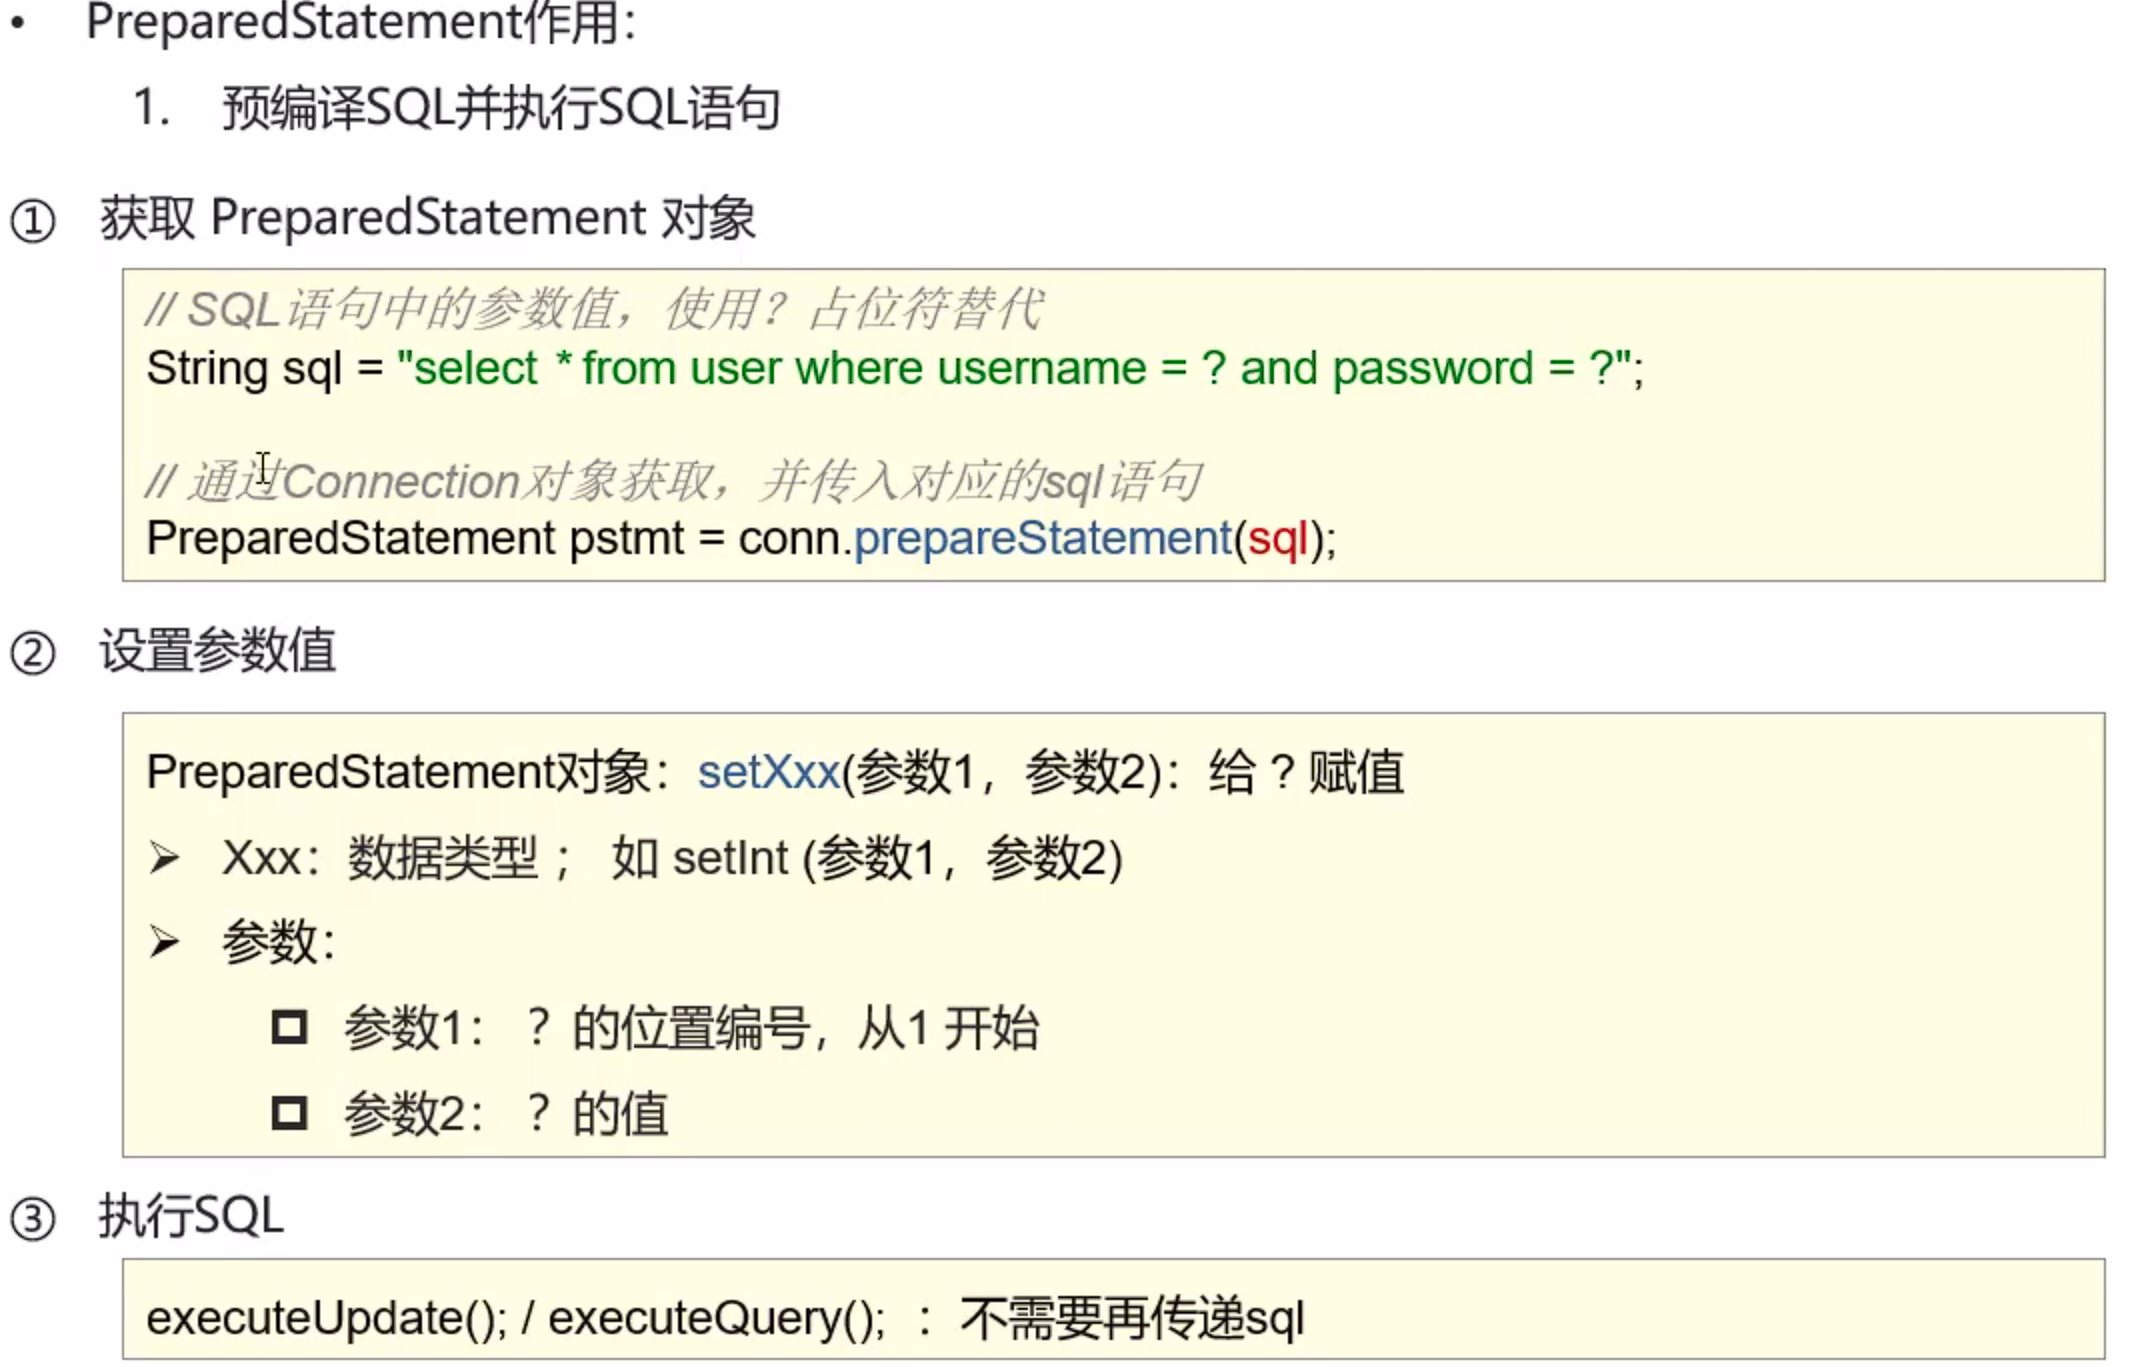 • PreparedStatement作用：
1. 预编译SQL并执行SQL语句
① 获取 PreparedStatement 对象
// SQL语句中的参数值，使用？占位符替代
String sql = "select * from user where username = ? and password = ?";
// 通过Connection对象获取，并传入对应的sql语句
PreparedStatement pstmt = conn.prepareStatement(sql);
② 设置参数值
PreparedStatement对象：setXxx(参数1，参数2)：给 ? 赋值
➢ Xxx：数据类型 ； 如 setInt (参数1，参数2)
➢ 参数：
参数1： ？的位置编号，从1 开始
参数2： ？的值
③ 执行SQL
executeUpdate(); / executeQuery(); ：不需要再传递sql